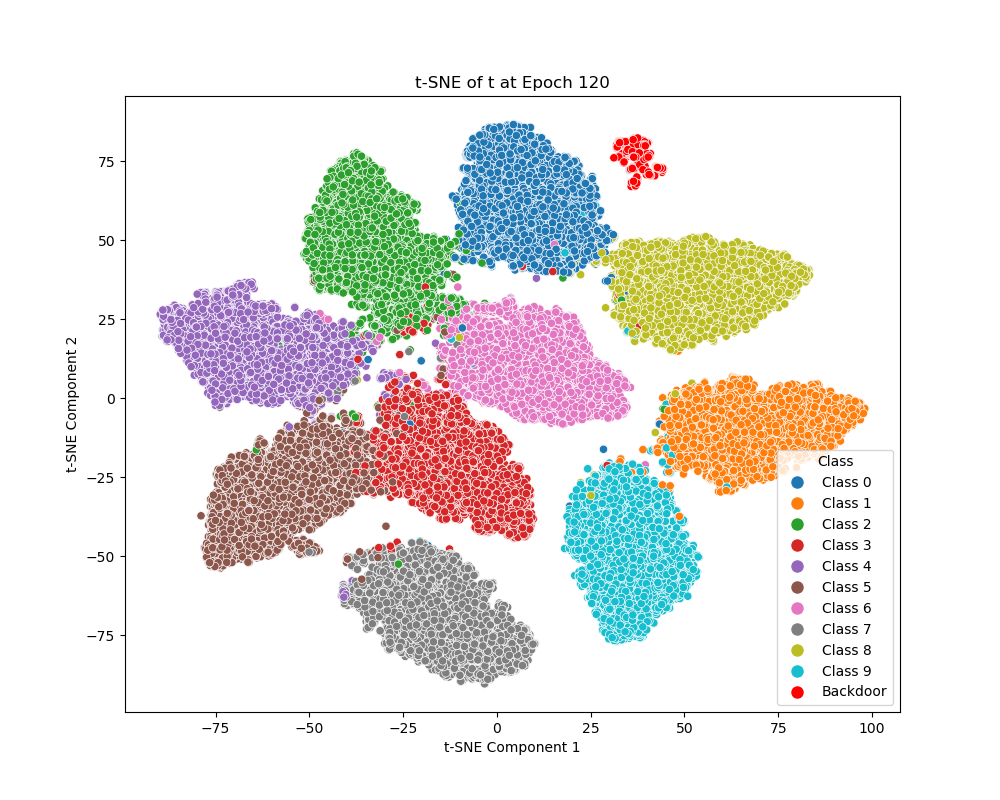 t-SNE of t at Epoch 120
t-SNE Component 2
75
50
25
0
−25
−50
−75
−75
−50
−25
0
25
50
75
100
t-SNE Component 1
Class
Class 0
Class 1
Class 2
Class 3
Class 4
Class 5
Class 6
Class 7
Class 8
Class 9
Backdoor